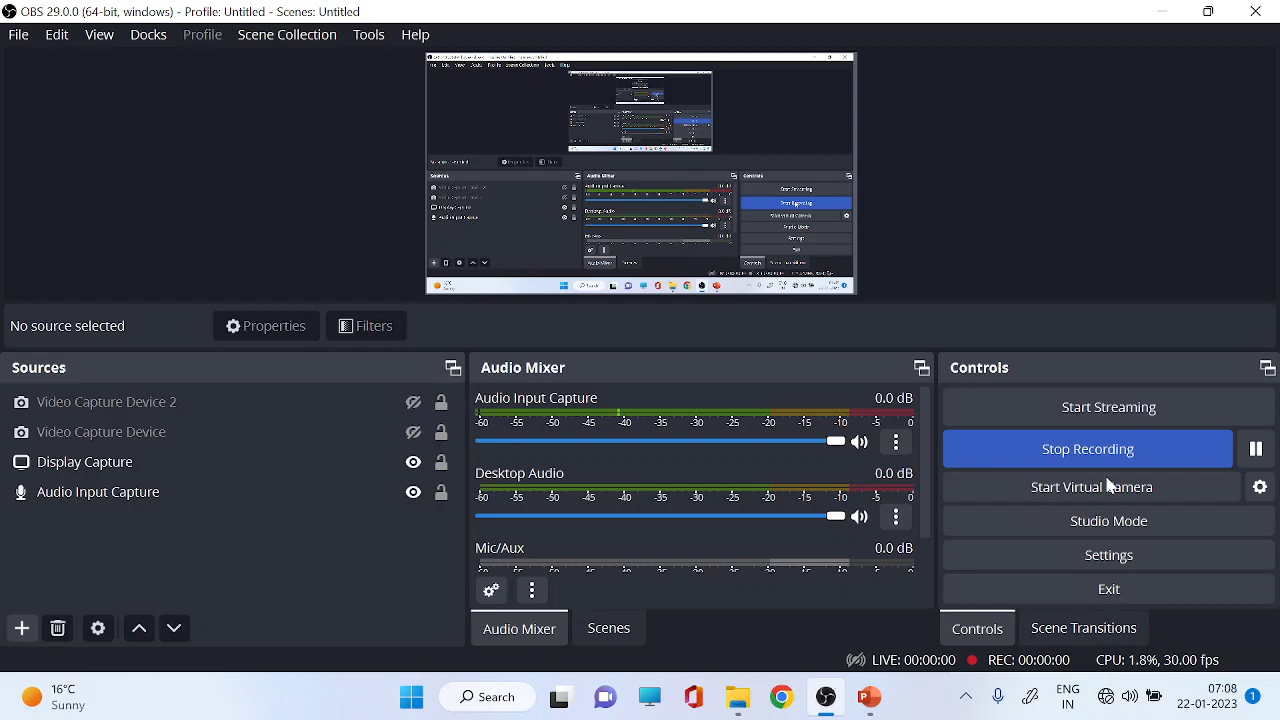 OBS 29.0.0 (64-bit, windows) - Profile: Untitled - Scenes: Untitled
File Edit View Docks Profile Scene Collection Tools Help
No source selected
Properties
Filters
Sources
Video Capture Device 2
Video Capture Device
Display Capture
Audio Input Capture
Audio Mixer
Audio Input Capture 0.0 dB
-60 -55 -50 -45 -40 -35 -30 -25 -20 -15 -10 -5 0
Desktop Audio 0.0 dB
-60 -55 -50 -45 -40 -35 -30 -25 -20 -15 -10 -5 0
Mic/Aux 0.0 dB
Audio Mixer
Scenes
Controls
Start Streaming
Stop Recording
Start Virtual Camera
Studio Mode
Settings
Exit
Controls
Scene Transitions
LIVE: 00:00:00 REC: 00:00:00 CPU: 1.8%, 30.00 fps
16°C
Sunny
Search
ENG
IN
07:08
22-01-2023
1